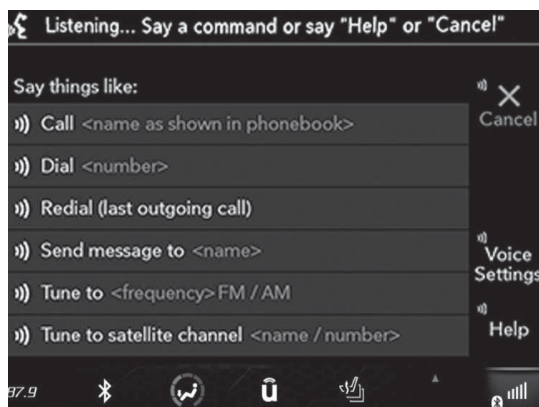 Listening... Say a command or say "Help" or "Cancel"
Say things like:
Call <name as shown in phonebook>
Dial <number>
Redial (last outgoing call)
Send message to <name>
Tune to <frequency> FM / AM
Tune to satellite channel <name / number>
Cancel
Voice
Settings
Help
87.9